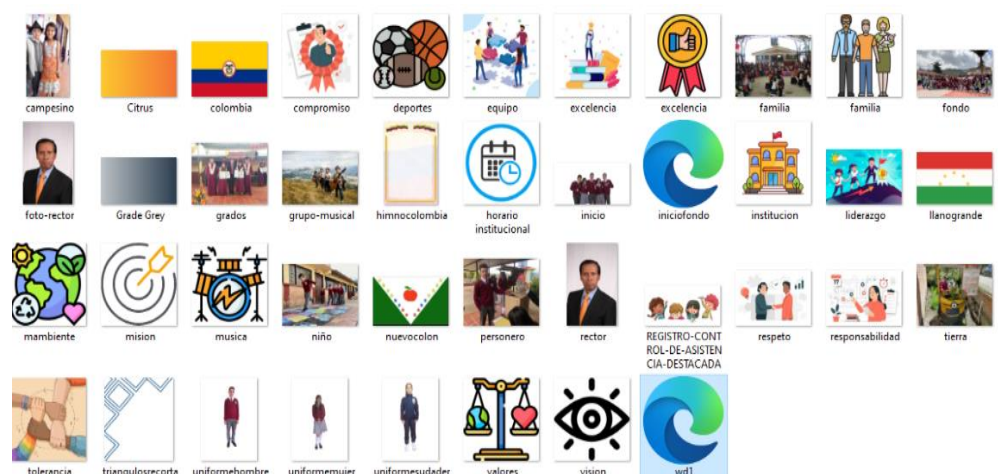 campesino
Citrus
colombia
compromiso
deportes
equipo
excelencia
excelencia
familia
familia
fondo
foto-rector
Grade Grey
grados
grupo-musical
himnocolombia
horario
institucional
inicio
iniciofondo
institucion
liderazgo
llanogrande
mambiente
mision
musica
niño
nuevocolon
personero
rector
REGISTRO-CONT
ROL-DE-ASISTEN
CIA-DESTACADA
respeto
responsabilidad
tierra
tolerancia
triangulosrecorta
uniformehombre
uniformemujer
uniformesudader
valores
vision
wd1